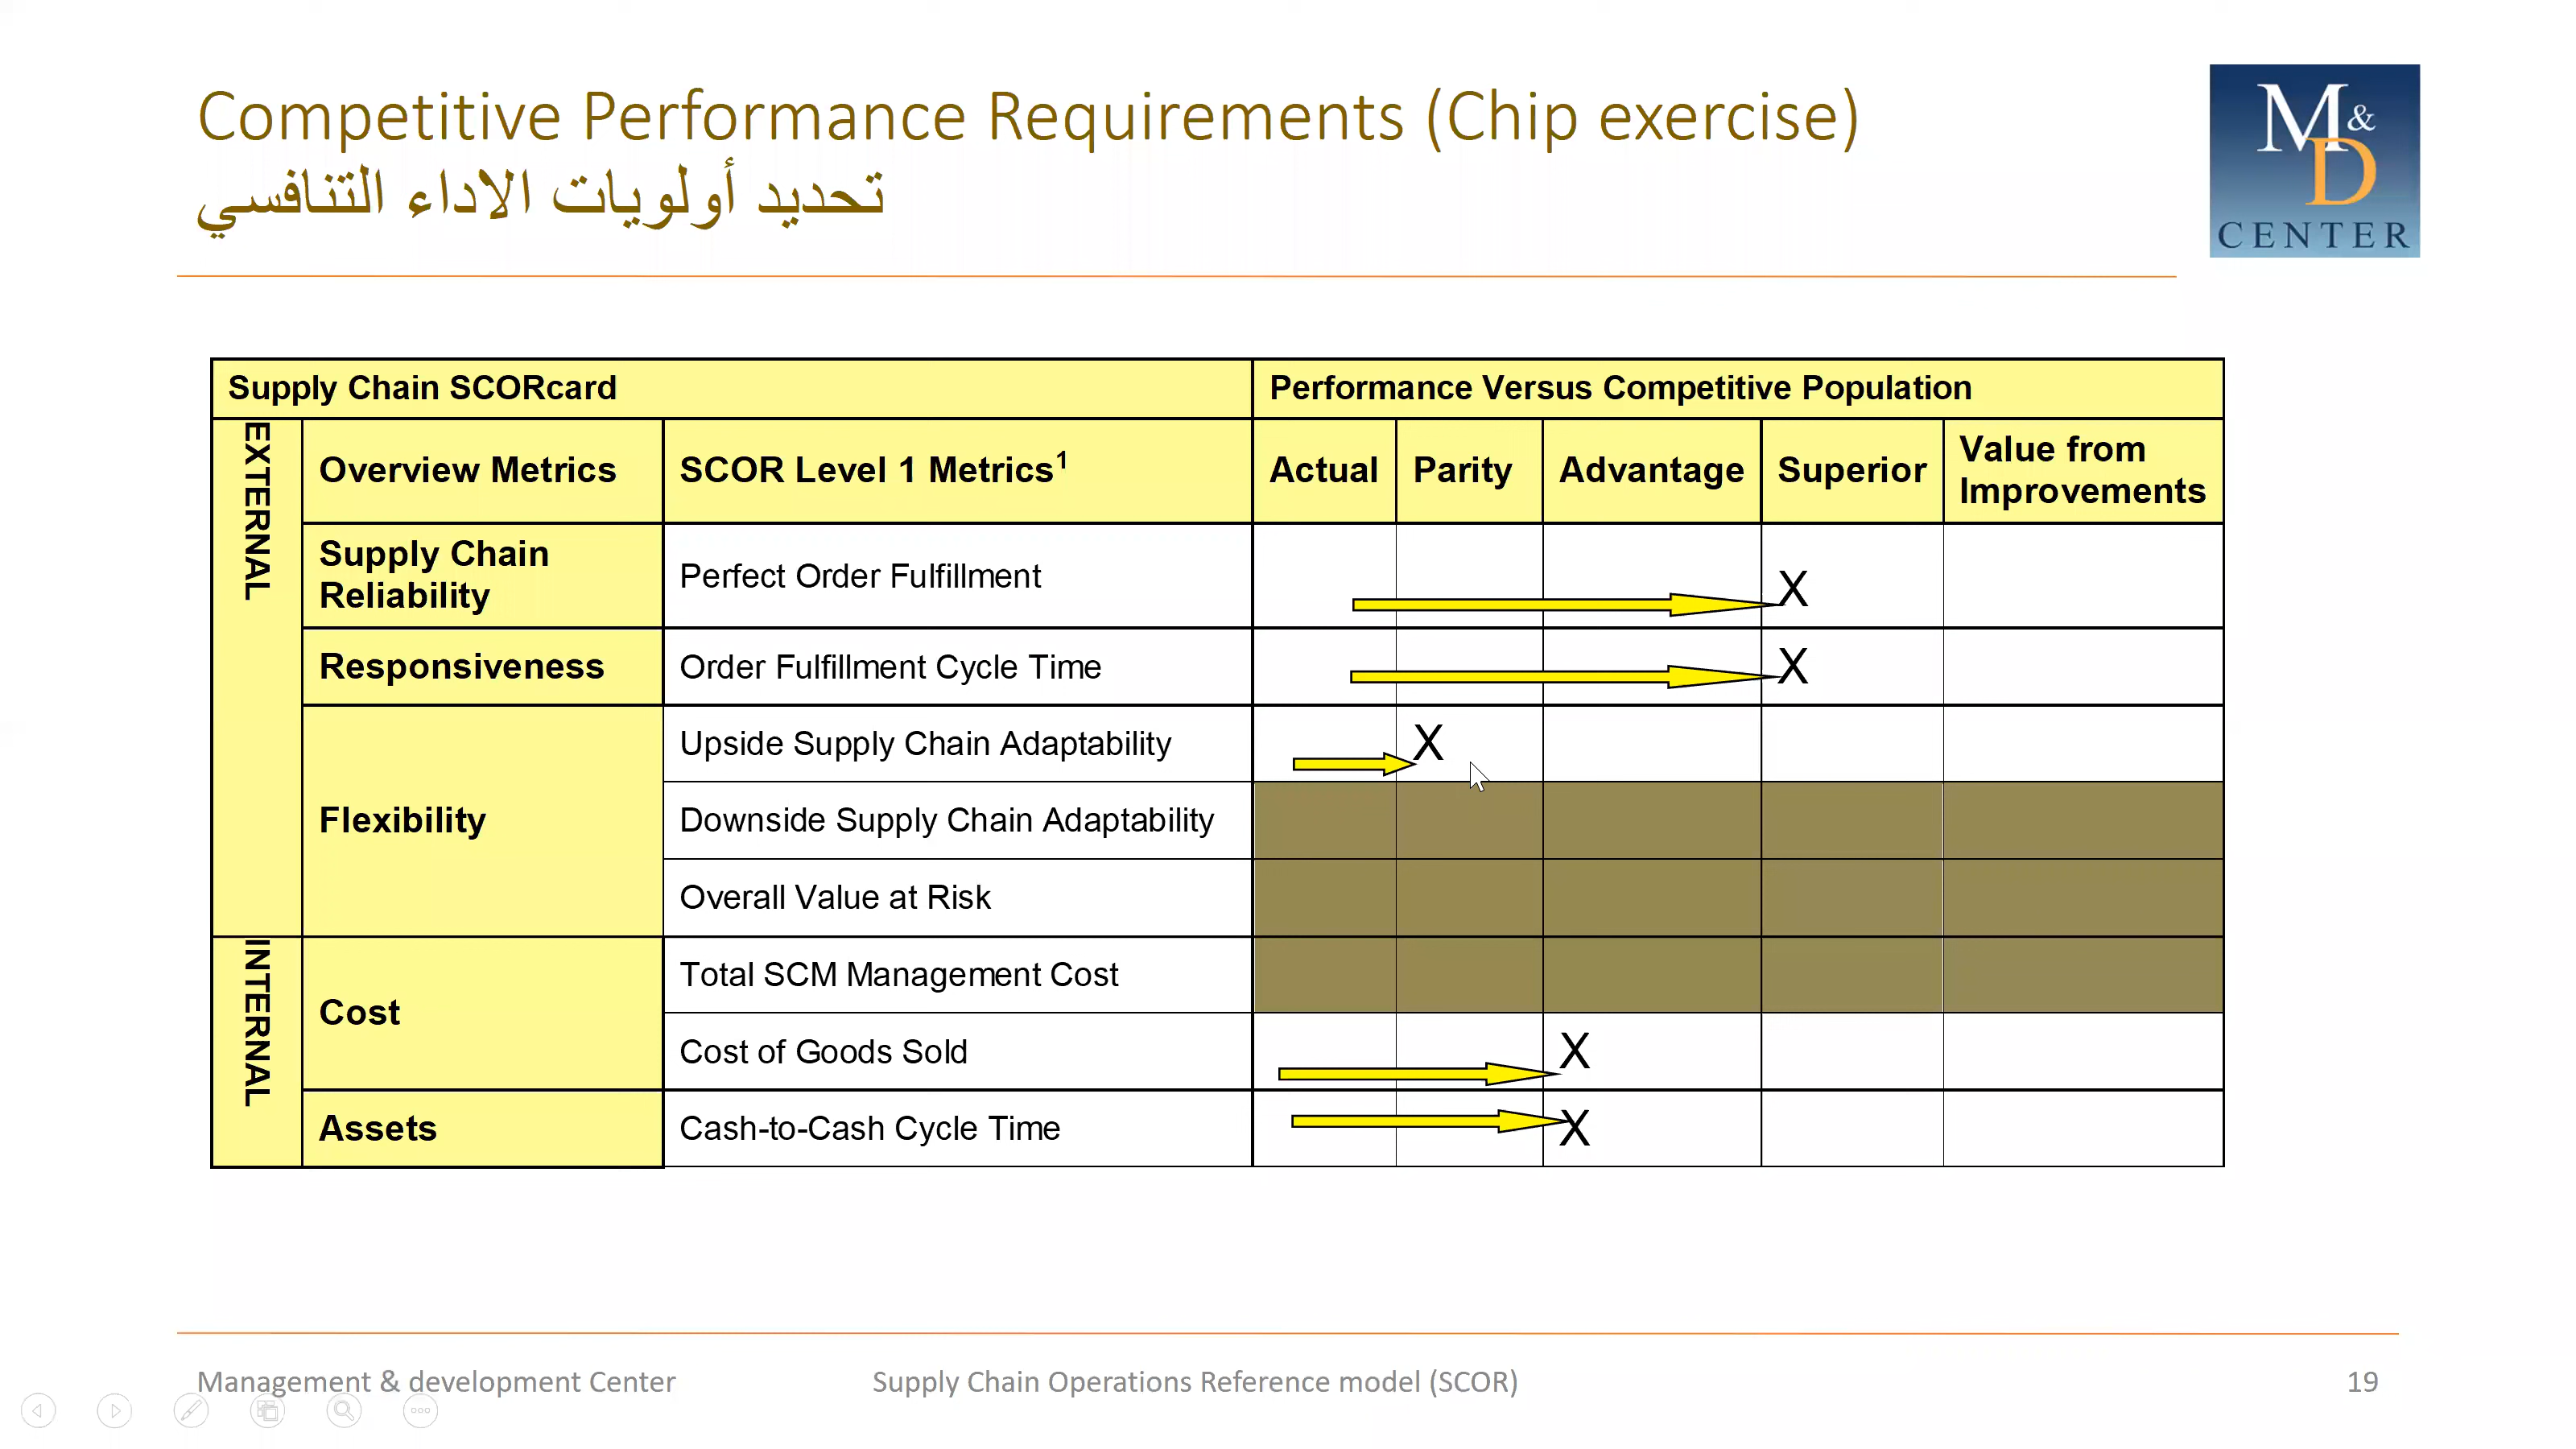 Competitive Performance Requirements (Chip exercise)
تحديد أولويات الاداء التنافسي
M&D
CENTER
Supply Chain SCORcard
Performance Versus Competitive Population
EXTERNAL
Overview Metrics
SCOR Level 1 Metrics¹
Actual
Parity
Advantage
Superior
Value from
Improvements
Supply Chain
Reliability
Perfect Order Fulfillment
X
Responsiveness
Order Fulfillment Cycle Time
X
Flexibility
Upside Supply Chain Adaptability
X
Downside Supply Chain Adaptability
Overall Value at Risk
INTERNAL
Cost
Total SCM Management Cost
Cost of Goods Sold
X
Assets
Cash-to-Cash Cycle Time
X
Management & development Center
Supply Chain Operations Reference model (SCOR)
19